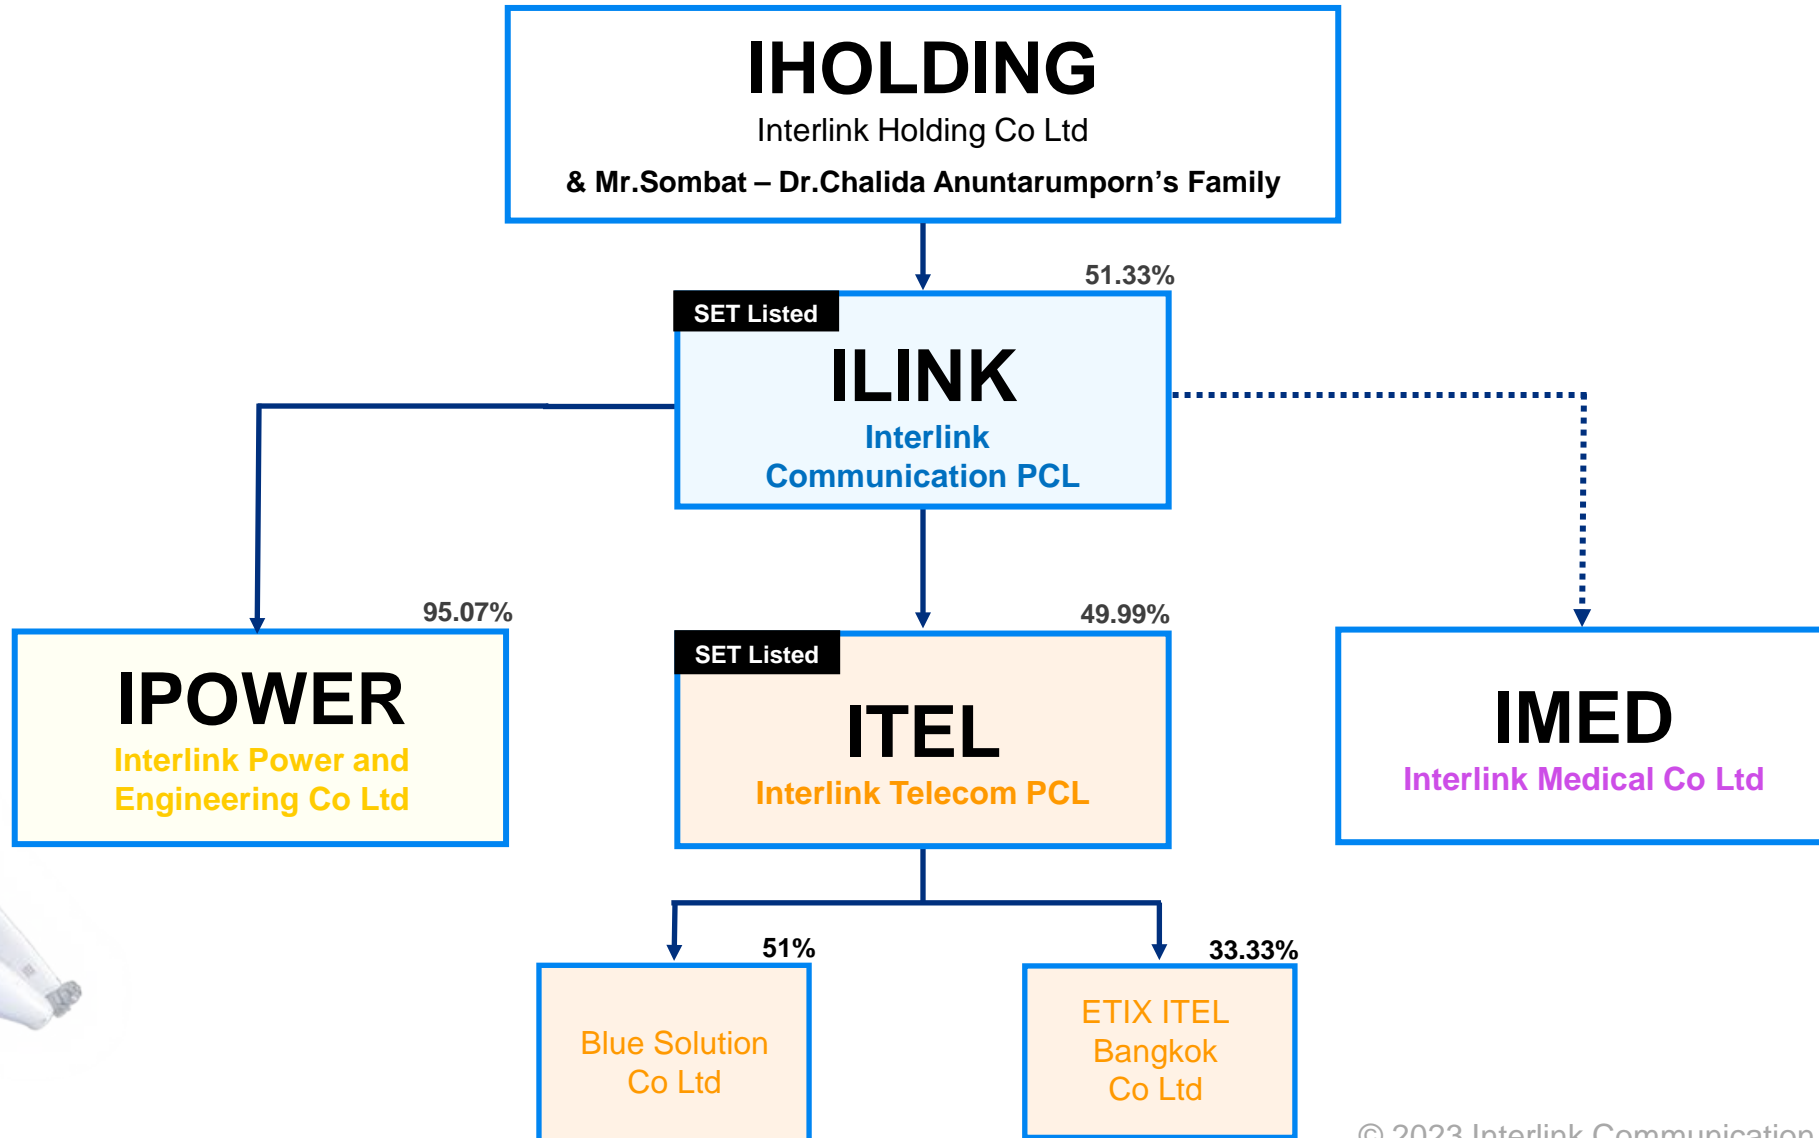 IHOLDING
Interlink Holding Co Ltd
& Mr.Sombat – Dr.Chalida Anuntarumporn’s Family
51.33%
SET Listed
ILINK
Interlink
Communication PCL
95.07%
IPOWER
Interlink Power and
Engineering Co Ltd
49.99%
SET Listed
ITEL
Interlink Telecom PCL
IMED
Interlink Medical Co Ltd
51%
Blue Solution
Co Ltd
33.33%
ETIX ITEL
Bangkok
Co Ltd
© 2023 Interlink Communication